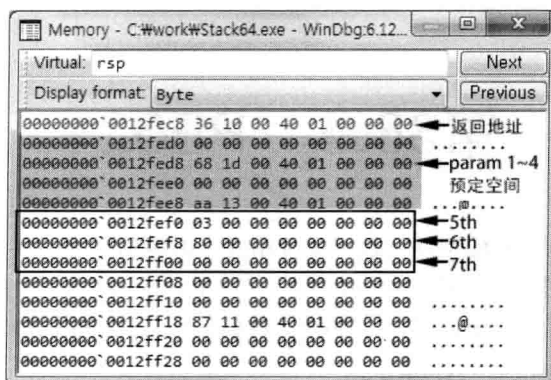 Memory - C:₩work₩Stack64.exe - WinDbg:6.12...
Virtual: rsp Next
Display format: Byte Previous
00000000`0012fec8 36 10 00 40 01 00 00 00 返回地址
00000000`0012fed0 00 00 00 00 00 00 00 00 ........
00000000`0012fed8 68 1d 00 40 01 00 00 00 param 1~4
00000000`0012fee0 00 00 00 00 00 00 00 00 预定空间
00000000`0012fee8 aa 13 00 40 01 00 00 00 ...@....
00000000`0012fef0 03 00 00 00 00 00 00 00 5th
00000000`0012fef8 80 00 00 00 00 00 00 00 6th
00000000`0012ff00 00 00 00 00 00 00 00 00 7th
00000000`0012ff08 00 00 00 00 00 00 00 00
00000000`0012ff10 00 00 00 00 00 00 00 00 ........
00000000`0012ff18 87 11 00 40 01 00 00 00 ...@....
00000000`0012ff20 00 00 00 00 00 00 00 00 ........
00000000`0012ff28 00 00 00 00 00 00 00 00 ........